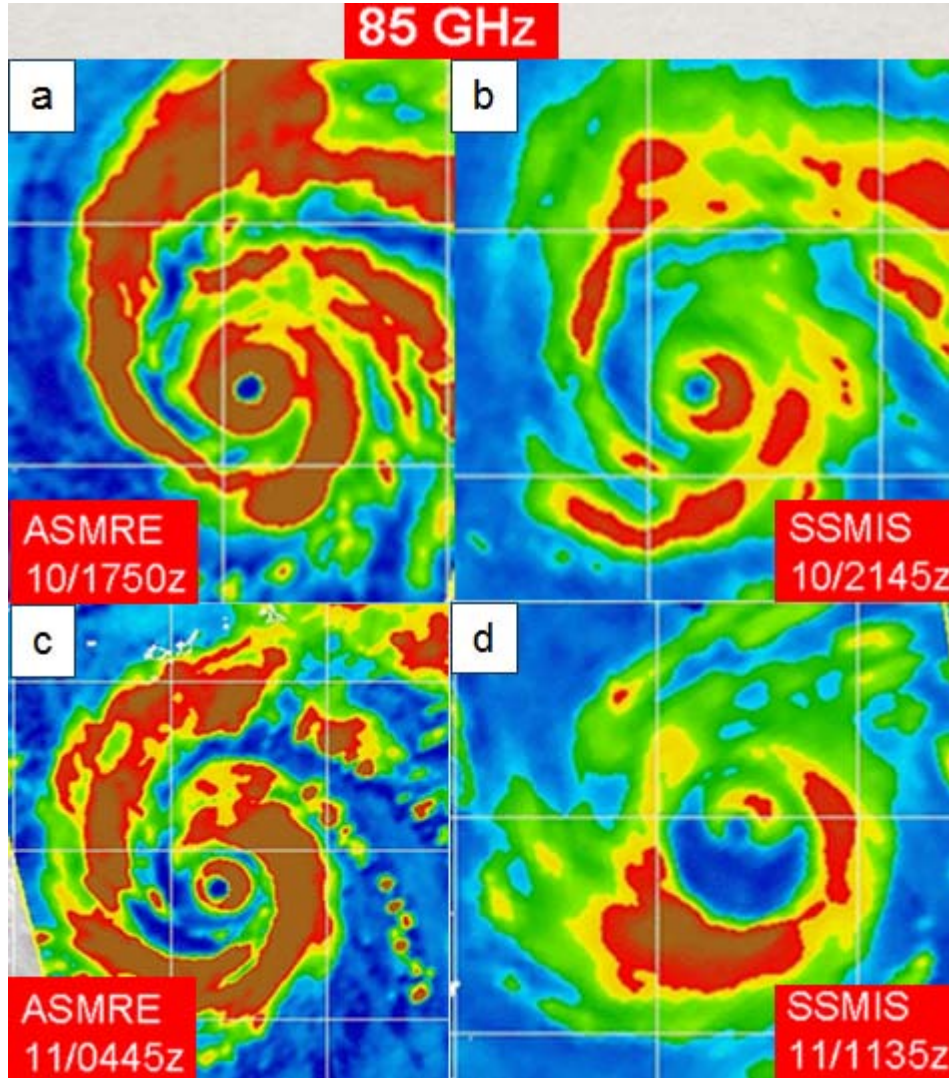 85 GHz
a
b
ASMRE
10/1750z
SSMIS
10/2145z
c
d
ASMRE
11/0445z
SSMIS
11/1135z